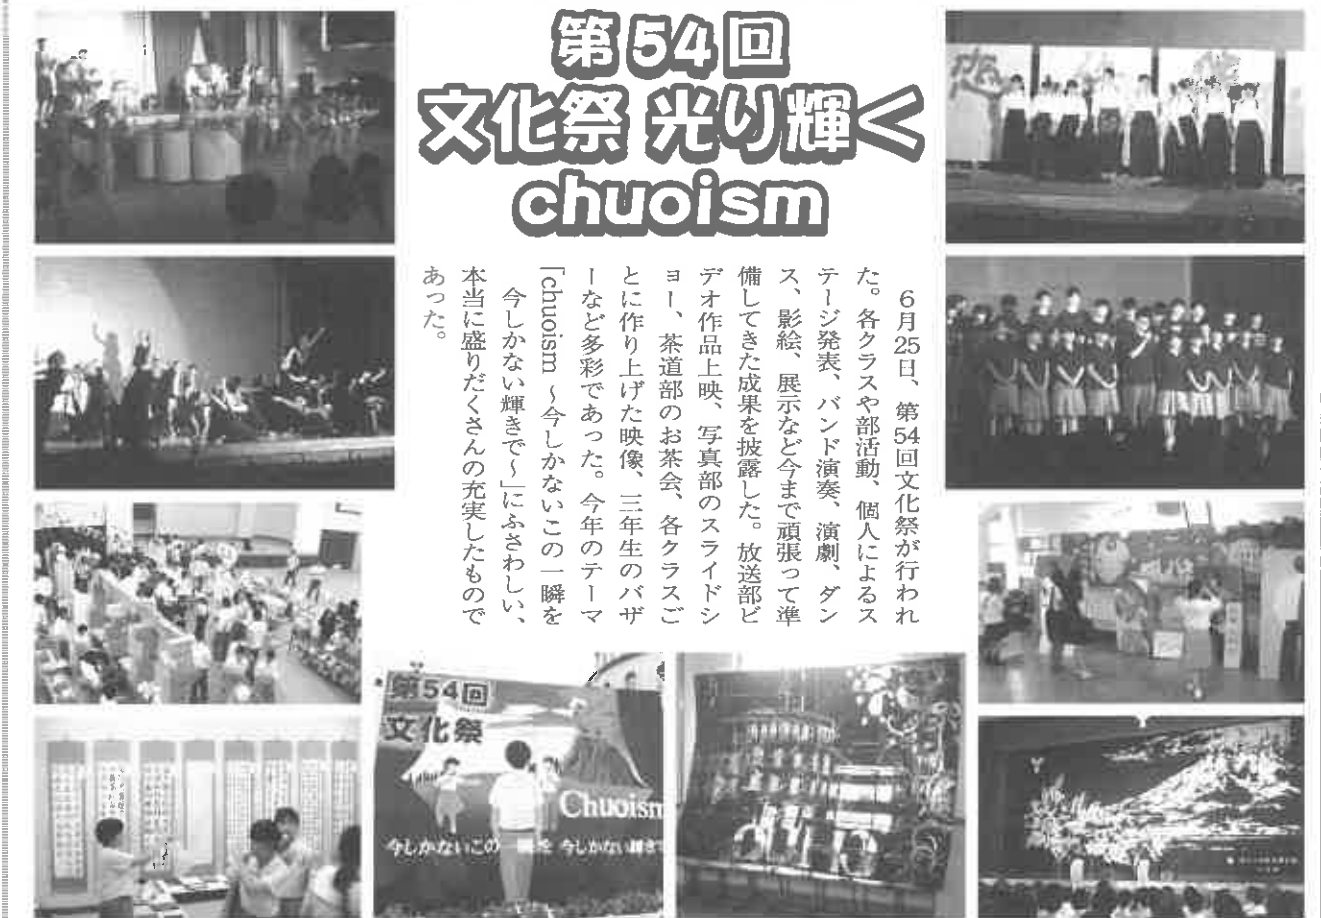 第54回
文化祭 光り輝く
chuoism
　6月25日、第54回文化祭が行われ
た。各クラスや部活動、個人によるス
テージ発表、バンド演奏、演劇、ダン
ス、影絵、展示など今まで頑張って準
備してきた成果を披露した。放送部ビ
デオ作品上映、写真部のスライドシ
ョー、茶道部のお茶会、各クラスご
とに作り上げた映像、三年生のバザ
ーなど多彩であった。今年のテーマ
「chuoism ～今しかないこの一瞬を
　今しかない輝きで～」にふさわしい、
本当に盛りだくさんの充実したもので
あった。
第54回
文化祭
Chuoism
今しかないこの一瞬を 今しかない輝きで